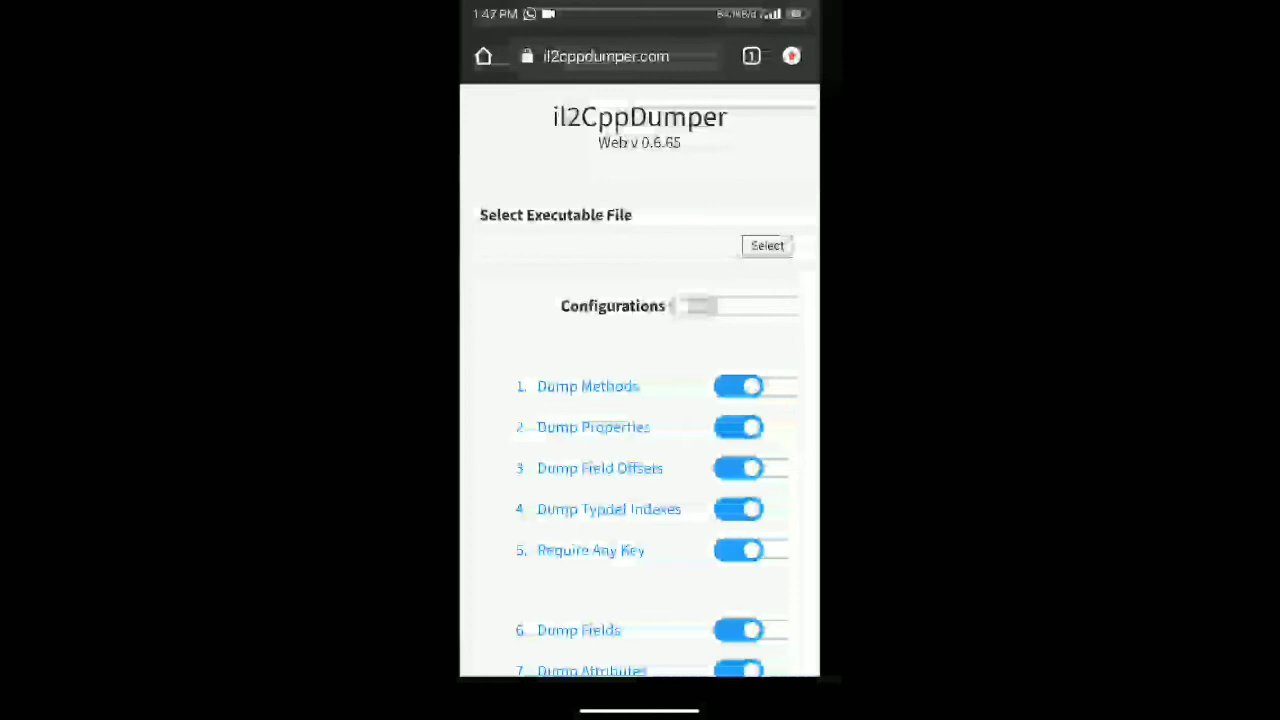 1:47 PM
il2cppdumper.com
1
il2CppDumper
Web v 0.6.65
Select Executable File
Select
Configurations
1. Dump Methods
2. Dump Properties
3 Dump Field Offsets
4 Dump Typdel Indexes
5. Require Any Key
6. Dump Fields
7. Dump Attributes